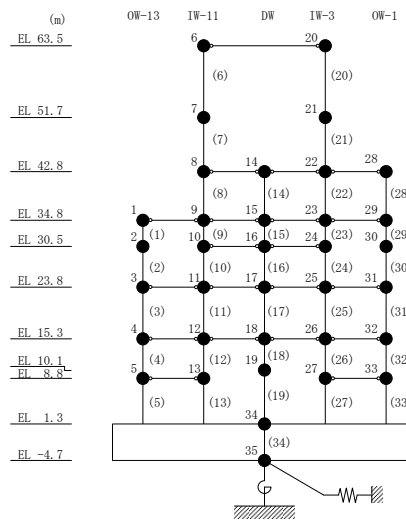 (m) OW-13 IW-11 DW IW-3 OW-1
EL 63.5 6 20
(6) (20)
EL 51.7 7 21
(7) (21)
EL 42.8 8 14 22 28
(8) (14) (22) (28
EL 34.8 1 9 15 23 29
(1) (9) (15) (23) (29
EL 30.5 2 10 16 24 30
(2) (10) (16) (24) (30
EL 23.8 3 11 17 25 31
(3) (11) (17) (25) (31
EL 15.3 4 12 18 26 32
(4) (12) (18) (26) (32
EL 10.1 19
EL 8.8 5 13 27 33
(5) (13) (19) (27) (33
EL 1.3 34
(34)
EL -4.7 35